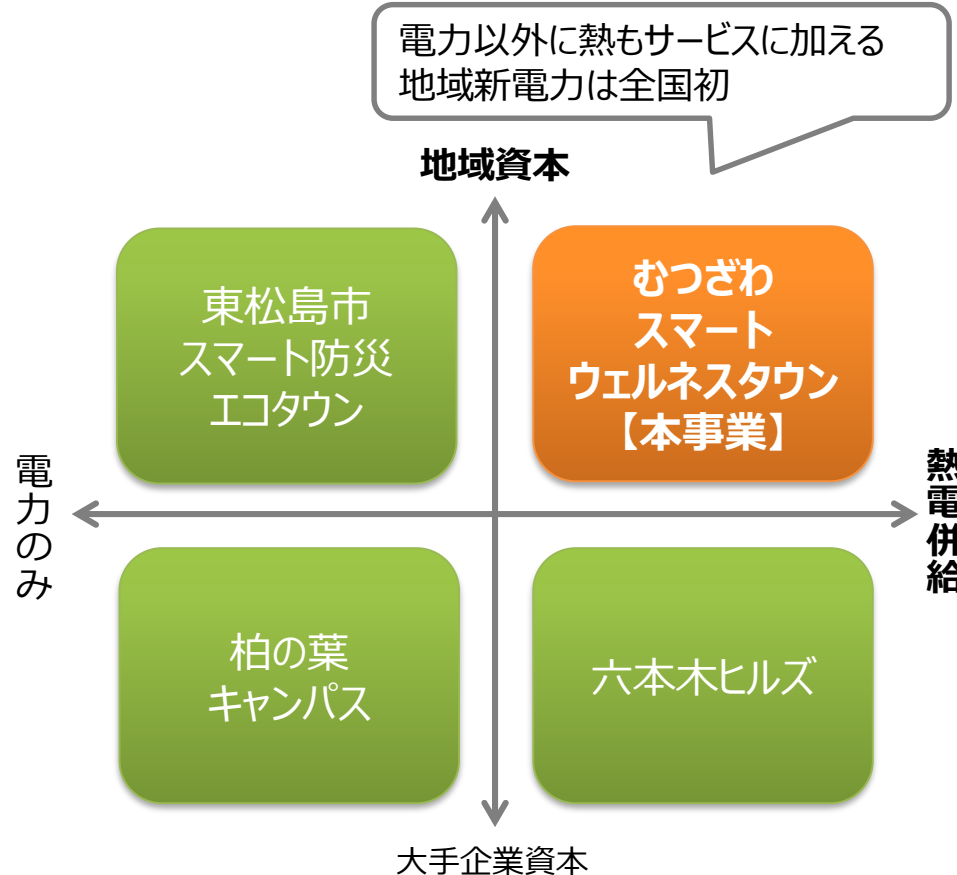 電力以外に熱もサービスに加える
地域新電力は全国初
地域資本
東松島市
スマート防災
エコタウン
むつざわ
スマート
ウェルネスタウン
【本事業】
電力のみ
熱電併給
柏の葉
キャンパス
六本木ヒルズ
大手企業資本